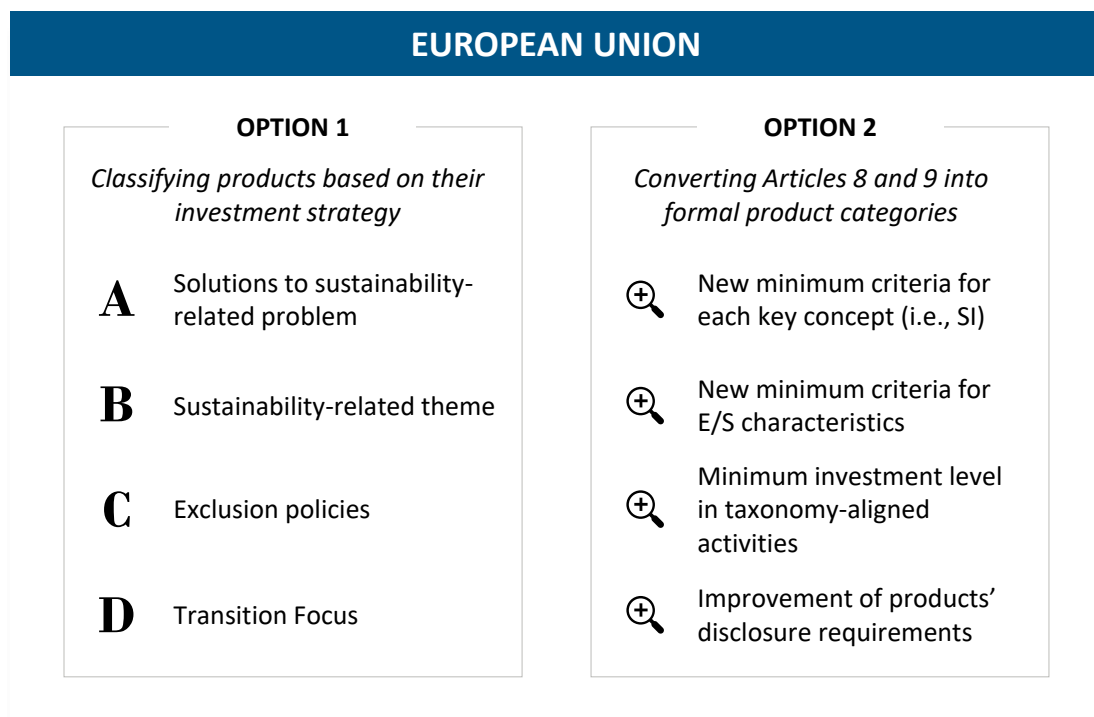 EUROPEAN UNION
OPTION 1
Classifying products based on their
investment strategy
A
Solutions to sustainability-
related problem
B
Sustainability-related theme
C
Exclusion policies
D
Transition Focus
OPTION 2
Converting Articles 8 and 9 into
formal product categories
New minimum criteria for
each key concept (i.e., SI)
New minimum criteria for
E/S characteristics
Minimum investment level
in taxonomy-aligned
activities
Improvement of products’
disclosure requirements